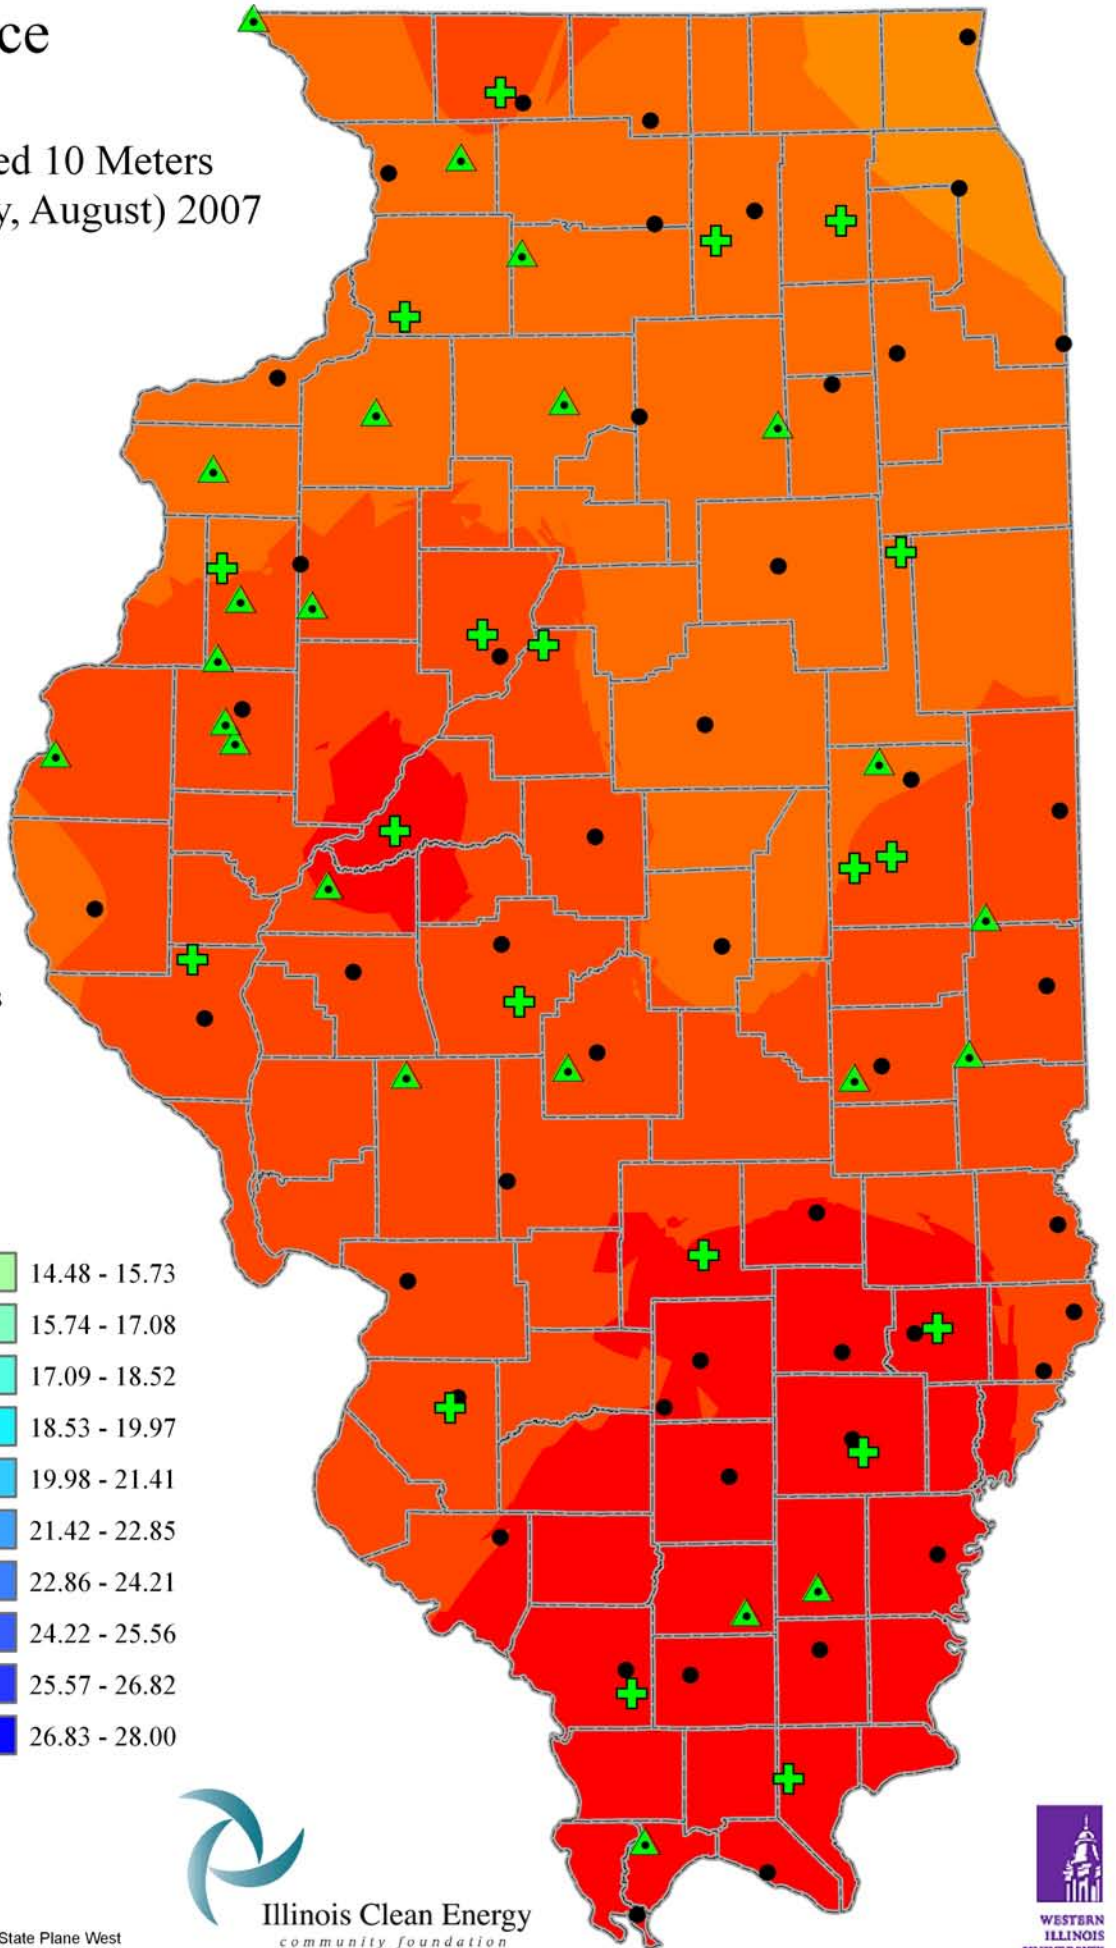 ce
ed 10 Meters
y, August) 2007
s
14.48 - 15.73
15.74 - 17.08
17.09 - 18.52
18.53 - 19.97
19.98 - 21.41
21.42 - 22.85
22.86 - 24.21
24.22 - 25.56
25.57 - 26.82
26.83 - 28.00
Illinois Clean Energy
community foundation
State Plane West
WESTERN
ILLINOIS